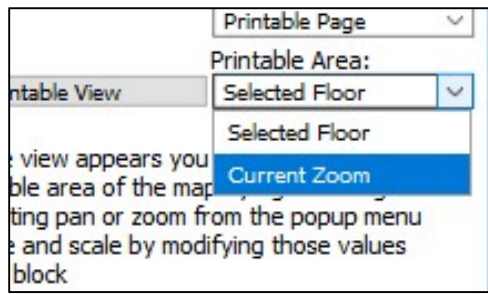 Printable Page
Printable Area:
ntable View
Selected Floor
Selected Floor
view appears you
Current Zoom
ble area of the map
ting pan or zoom from the popup menu
and scale by modifying those values
block